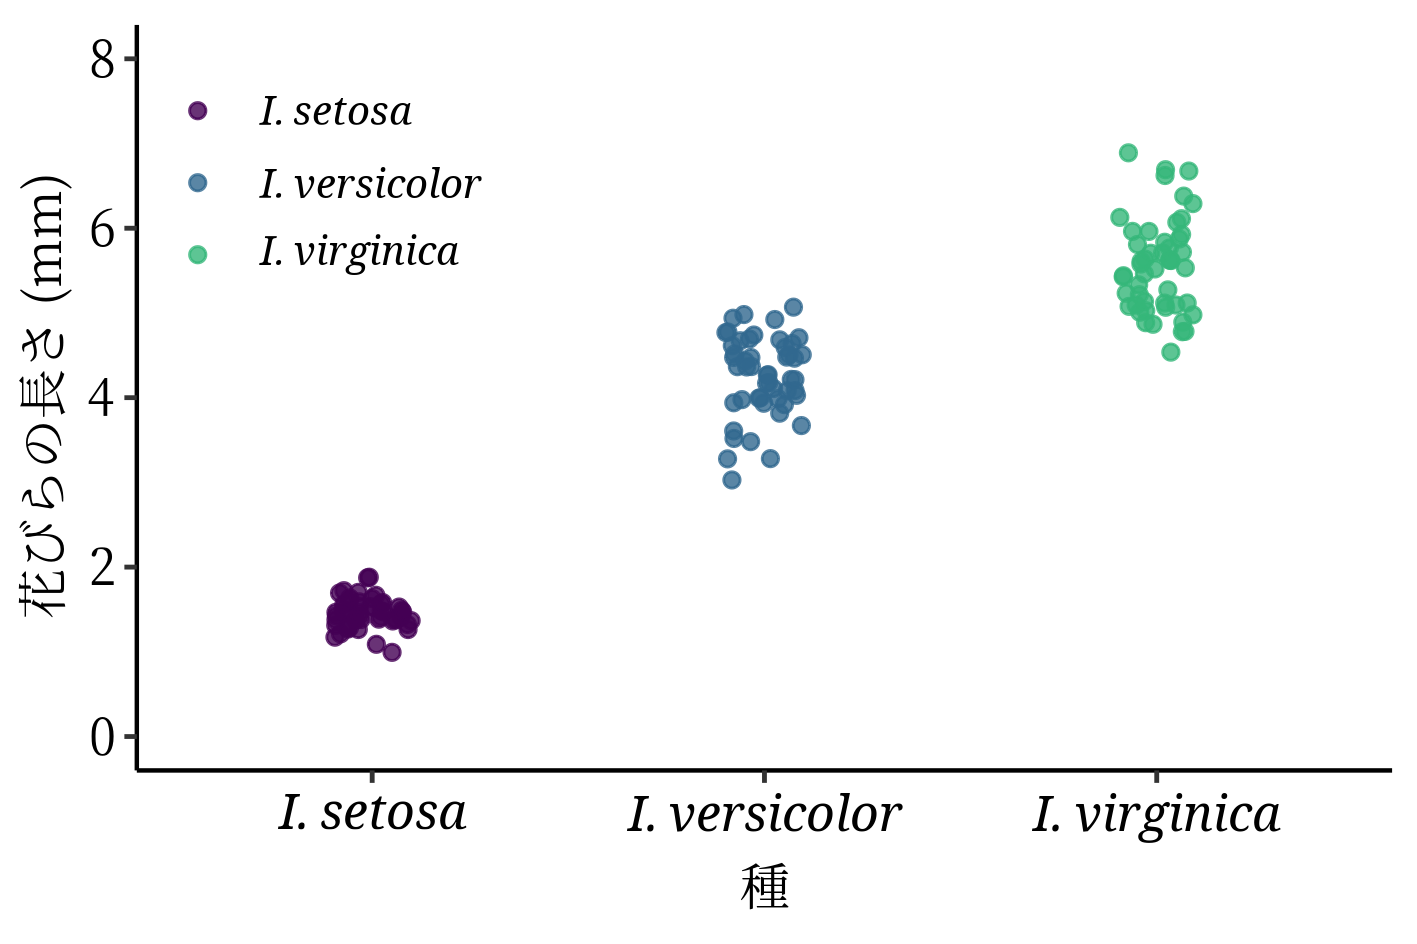 花びらの長さ (mm)
8
6
4
2
0
I. setosa
I. versicolor
I. virginica
I. setosa
I. versicolor
I. virginica
種